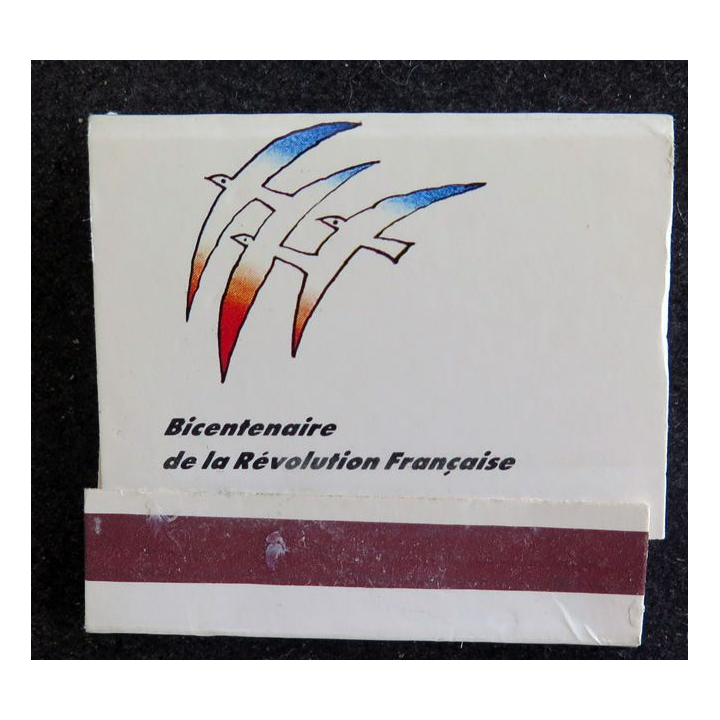 Bicentenaire
de la Révolution Française